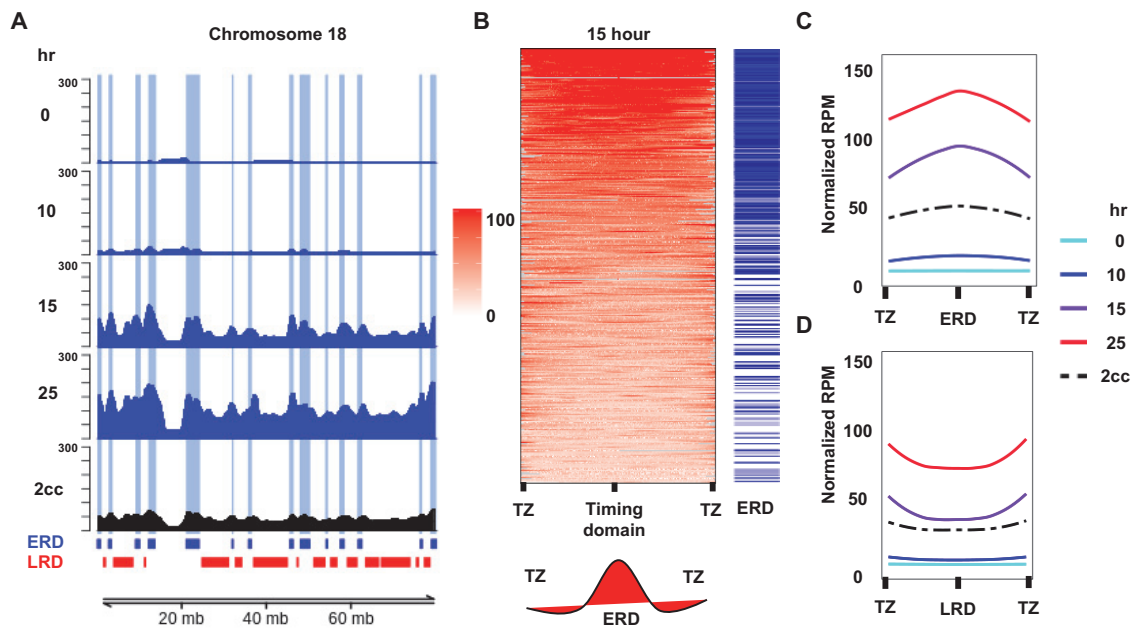 A
Chromosome 18
hr
300
0
300
10
300
15
300
25
300
2cc
ERD
LRD
20 mb 40 mb 60 mb
B
15 hour
100
0
TZ Timing domain TZ ERD
TZ TZ
ERD
C
Normalized RPM
150
100
50
0
TZ ERD TZ
D
Normalized RPM
150
100
50
0
TZ LRD TZ
hr
0
10
15
25
2cc